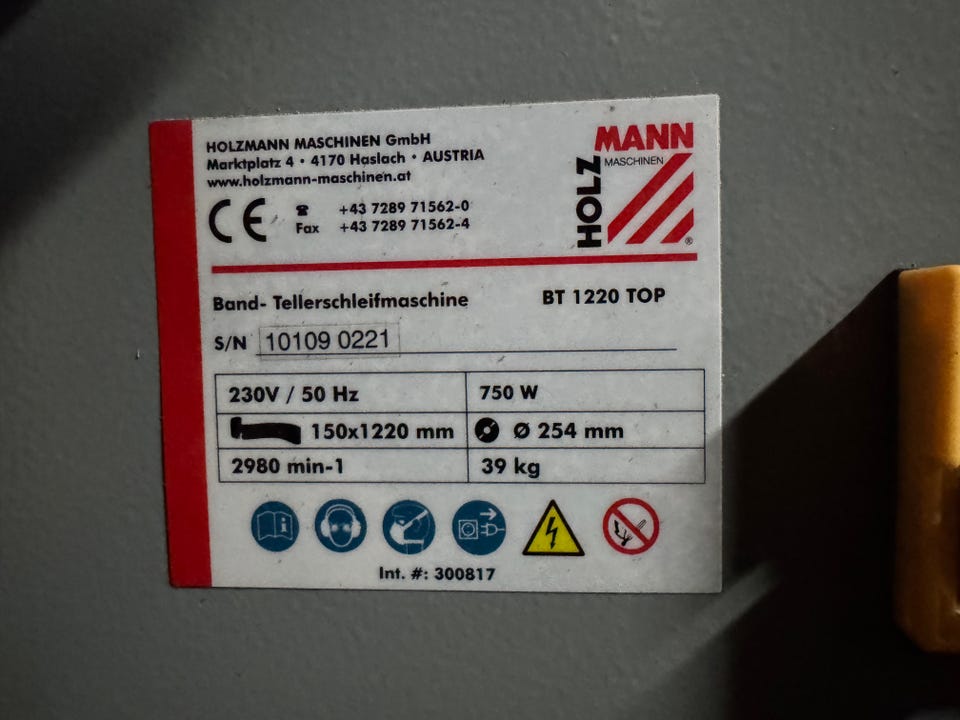 HOLZMANN MASCHINEN GmbH
Marktplatz 4 • 4170 Haslach • AUSTRIA
www.holzmann-maschinen.at
CE
☎ +43 7289 71562-0
Fax +43 7289 71562-4
HOLZ
MANN
MASCHINEN
®
Band- Tellerschleifmaschine BT 1220 TOP
S/N 10109 0221
230V / 50 Hz 750 W
150x1220 mm Ø 254 mm
2980 min-1 39 kg
Int. #: 300817